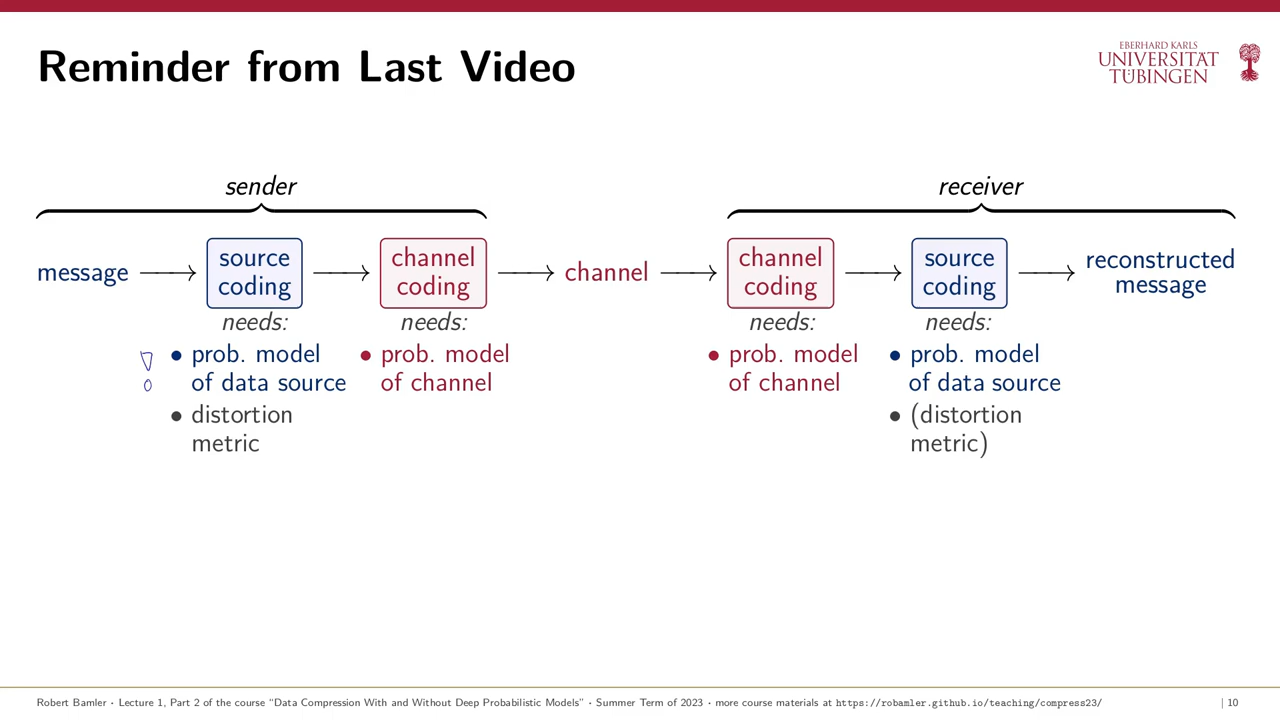 Reminder from Last Video
EBERHARD KARLS
UNIVERSITÄT
TÜBINGEN
sender
receiver
message
source
coding
channel
coding
channel
channel
coding
source
coding
reconstructed
message
needs:
needs:
needs:
needs:
! • prob. model
of data source
• distortion
metric
• prob. model
of channel
• prob. model
of channel
• prob. model
of data source
• (distortion
metric)
Robert Bamler · Lecture 1, Part 2 of the course “Data Compression With and Without Deep Probabilistic Models” · Summer Term of 2023 · more course materials at https://robamler.github.io/teaching/compress23/
| 10